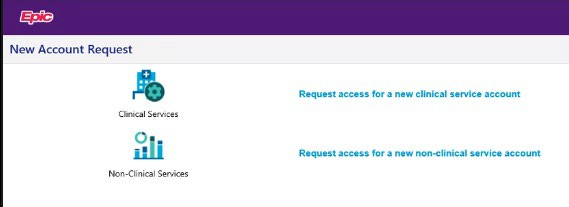 Epic
New Account Request
Request access for a new clinical service account
Clinical Services
Request access for a new non-clinical service account
Non-Clinical Services